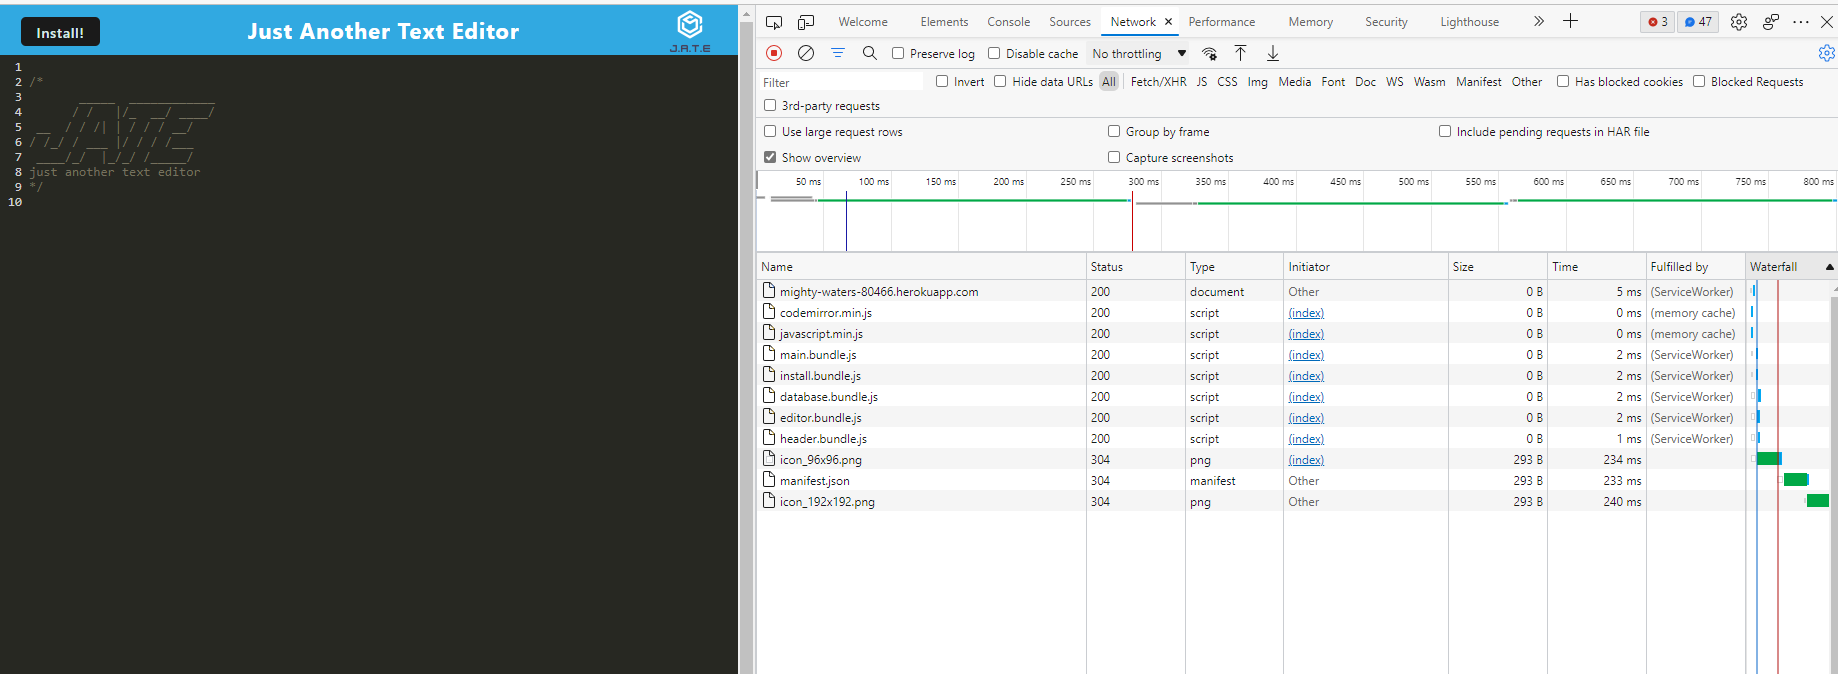 Install!
Just Another Text Editor
J.A.T.E
1
2 /*
3         _____  ____________
4        / /   |/_  __/ ____/
5  __  / / /| | / / / __/
6 / /_/ / ___ |/ / / /___
7  ____/_/  |_/_/ /_____/
8 just another text editor
9 */
10
Welcome Elements Console Sources Network Performance Memory Security Lighthouse 3 47
Preserve log Disable cache No throttling
Filter Invert Hide data URLs All Fetch/XHR JS CSS Img Media Font Doc WS Wasm Manifest Other Has blocked cookies Blocked Requests
3rd-party requests
Use large request rows Group by frame Include pending requests in HAR file
Show overview Capture screenshots
50 ms 100 ms 150 ms 200 ms 250 ms 300 ms 350 ms 400 ms 450 ms 500 ms 550 ms 600 ms 650 ms 700 ms 750 ms 800 ms
Name Status Type Initiator Size Time Fulfilled by Waterfall
mighty-waters-80466.herokuapp.com 200 document Other 0 B 5 ms (ServiceWorker)
codemirror.min.js 200 script (index) 0 B 0 ms (memory cache)
javascript.min.js 200 script (index) 0 B 0 ms (memory cache)
main.bundle.js 200 script (index) 0 B 2 ms (ServiceWorker)
install.bundle.js 200 script (index) 0 B 2 ms (ServiceWorker)
database.bundle.js 200 script (index) 0 B 2 ms (ServiceWorker)
editor.bundle.js 200 script (index) 0 B 2 ms (ServiceWorker)
header.bundle.js 200 script (index) 0 B 1 ms (ServiceWorker)
icon_96x96.png 304 png (index) 293 B 234 ms
manifest.json 304 manifest Other 293 B 233 ms
icon_192x192.png 304 png Other 293 B 240 ms